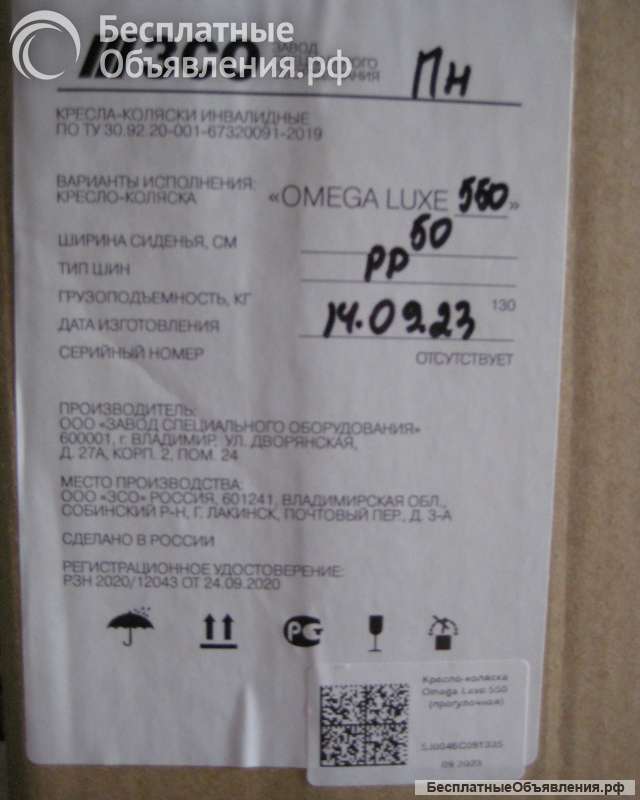 Бесплатные
Объявления.рф
ЗСО
ЗАВОД
Пн
КРЕСЛА-КОЛЯСКИ ИНВАЛИДНЫЕ
ПО ТУ 30.92.20-001-67320091-2019
ВАРИАНТЫ ИСПОЛНЕНИЯ:
КРЕСЛО-КОЛЯСКА «OMEGA LUXE 550»
ШИРИНА СИДЕНЬЯ, СМ 50
ТИП ШИН РР
ГРУЗОПОДЪЕМНОСТЬ, КГ 130
ДАТА ИЗГОТОВЛЕНИЯ 14.09.23
СЕРИЙНЫЙ НОМЕР ОТСУТСТВУЕТ
ПРОИЗВОДИТЕЛЬ:
ООО «ЗАВОД СПЕЦИАЛЬНОГО ОБОРУДОВАНИЯ»
600001, г. ВЛАДИМИР, УЛ. ДВОРЯНСКАЯ,
Д. 27А, КОРП. 2, ПОМ. 24
МЕСТО ПРОИЗВОДСТВА:
ООО «ЗСО» РОССИЯ, 601241, ВЛАДИМИРСКАЯ ОБЛ.,
СОБИНСКИЙ Р-Н, Г. ЛАКИНСК, ПОЧТОВЫЙ ПЕР., Д. 3-А
СДЕЛАНО В РОССИИ
РЕГИСТРАЦИОННОЕ УДОСТОВЕРЕНИЕ:
РЗН 2020/12043 ОТ 24.09.2020
Кресло-коляска
Omega Luxe 550
(прогулочная)
09.2023
БесплатныеОбъявления.рф